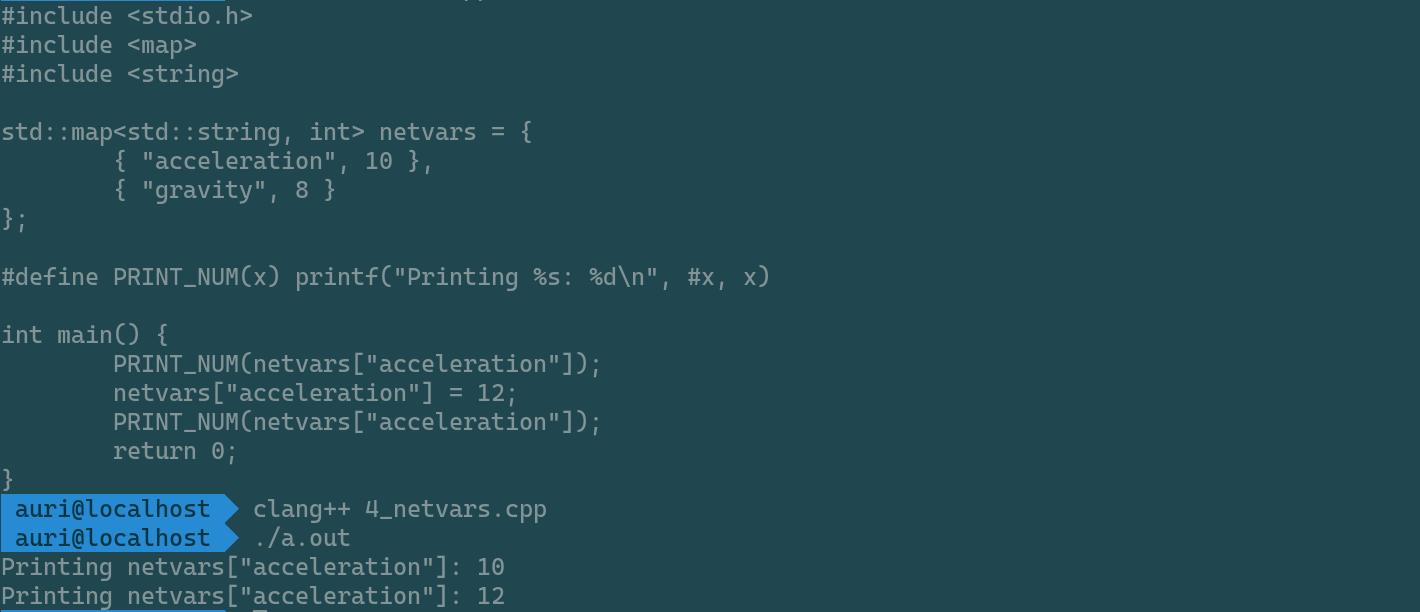 #include <stdio.h>
#include <map>
#include <string>

std::map<std::string, int> netvars = {
        { "acceleration", 10 },
        { "gravity", 8 }
};

#define PRINT_NUM(x) printf("Printing %s: %d\n", #x, x)

int main() {
        PRINT_NUM(netvars["acceleration"]);
        netvars["acceleration"] = 12;
        PRINT_NUM(netvars["acceleration"]);
        return 0;
}
auri@localhost clang++ 4_netvars.cpp
auri@localhost ./a.out
Printing netvars["acceleration"]: 10
Printing netvars["acceleration"]: 12